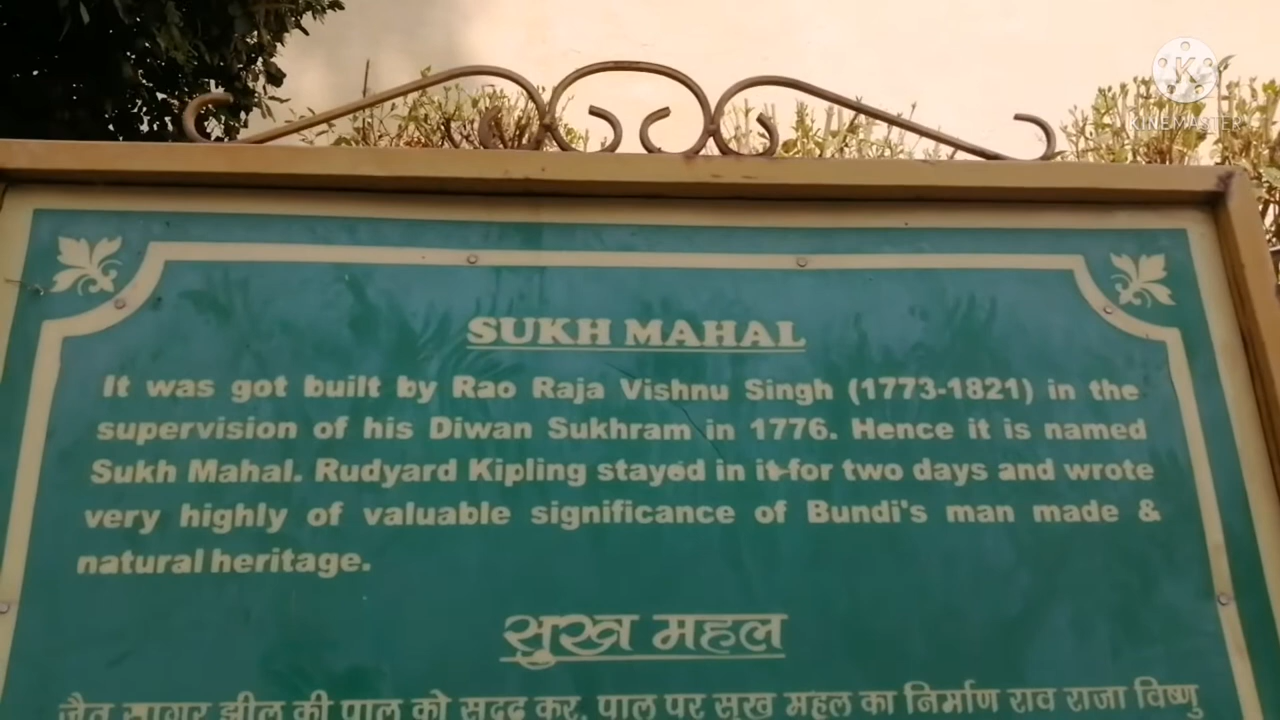 KINEMASTER
SUKH MAHAL
It was got built by Rao Raja Vishnu Singh (1773-1821) in the
supervision of his Diwan Sukhram in 1776. Hence it is named
Sukh Mahal. Rudyard Kipling stayed in it for two days and wrote
very highly of valuable significance of Bundi's man made &
natural heritage.
सुख महल
जैत सागर झील की पाल को सुदृढ़ कर, पाल पर सुख महल का निर्माण राव राजा विष्णु